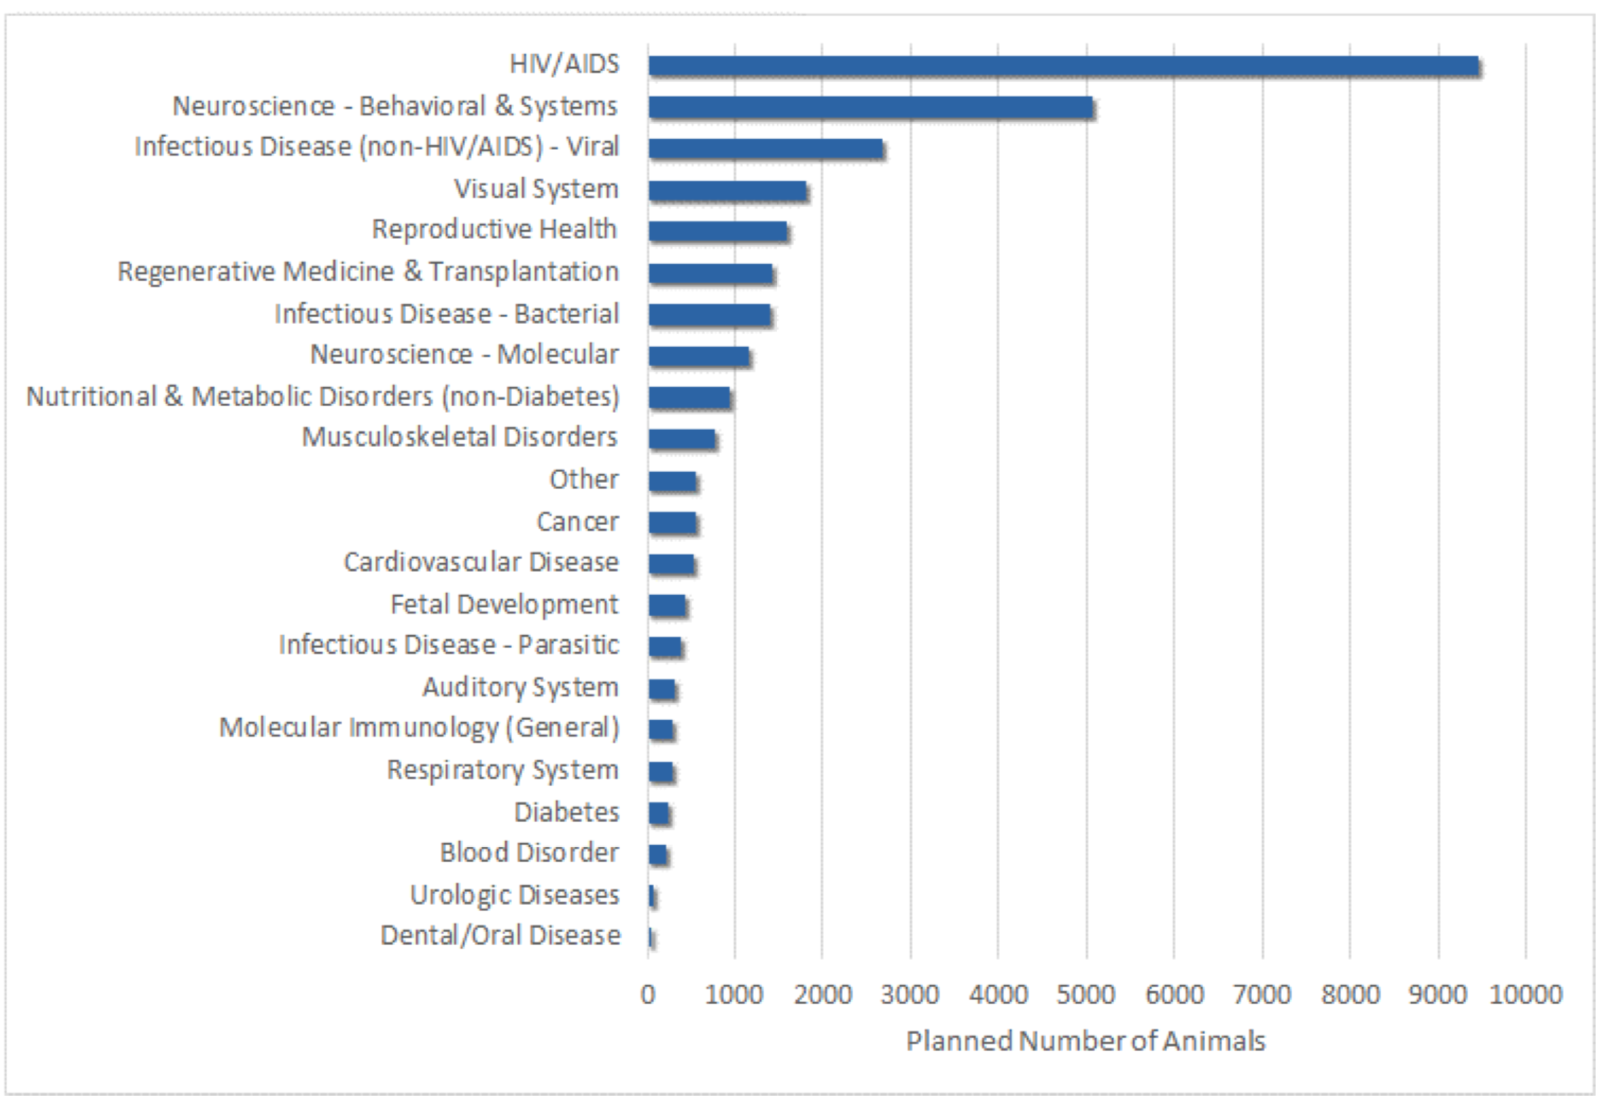 HIV/AIDS
Neuroscience - Behavioral & Systems
Infectious Disease (non-HIV/AIDS) - Viral
Visual System
Reproductive Health
Regenerative Medicine & Transplantation
Infectious Disease - Bacterial
Neuroscience - Molecular
Nutritional & Metabolic Disorders (non-Diabetes)
Musculoskeletal Disorders
Other
Cancer
Cardiovascular Disease
Fetal Development
Infectious Disease - Parasitic
Auditory System
Molecular Immunology (General)
Respiratory System
Diabetes
Blood Disorder
Urologic Diseases
Dental/Oral Disease
0 1000 2000 3000 4000 5000 6000 7000 8000 9000 10000
Planned Number of Animals